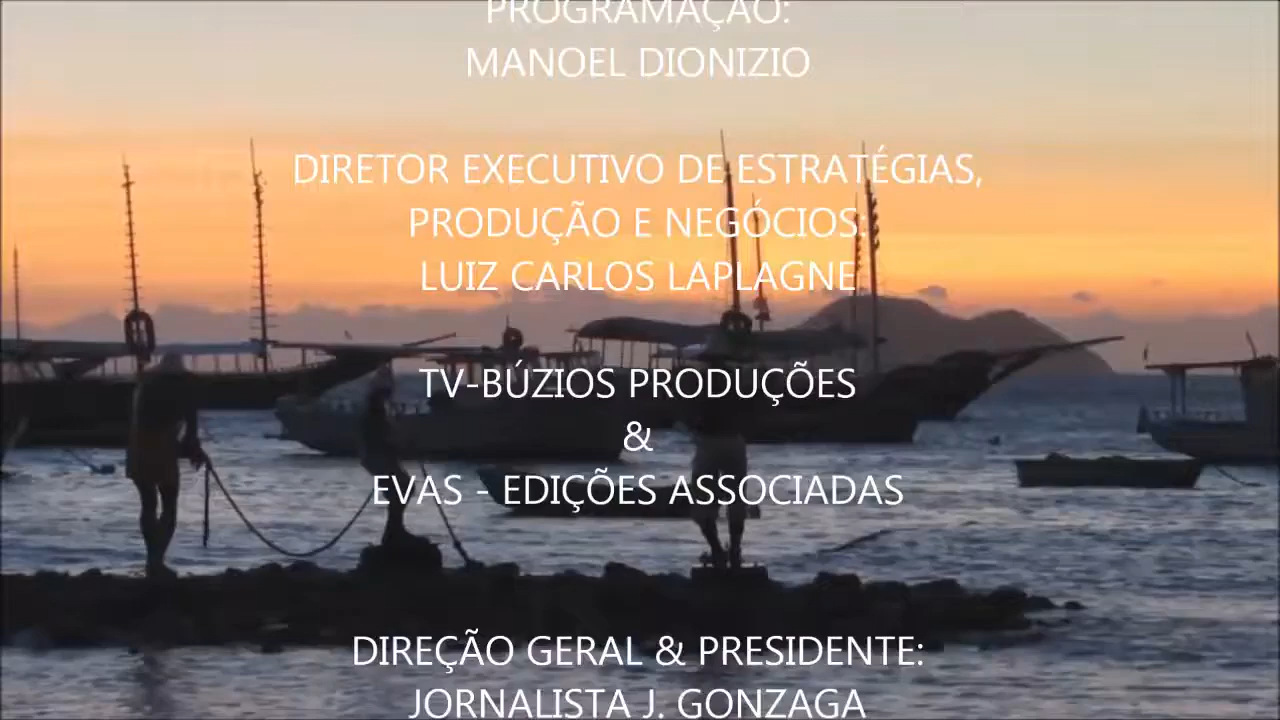 PROGRAMAÇÃO:
MANOEL DIONIZIO
DIRETOR EXECUTIVO DE ESTRATÉGIAS,
PRODUÇÃO E NEGÓCIOS:
LUIZ CARLOS LAPLAGNE
TV-BÚZIOS PRODUÇÕES
&
EVAS - EDIÇÕES ASSOCIADAS
DIREÇÃO GERAL & PRESIDENTE:
JORNALISTA J. GONZAGA